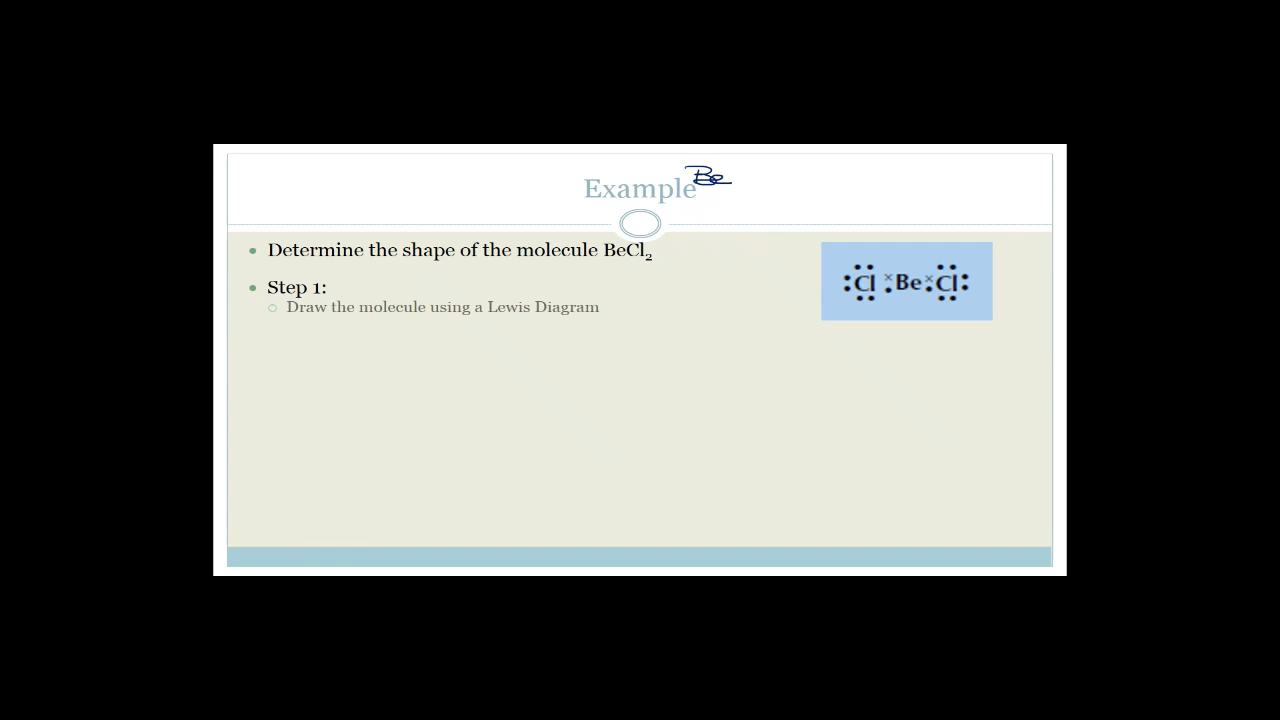 Be
Example
Determine the shape of the molecule BeCl₂
Step 1:
Draw the molecule using a Lewis Diagram
Cl Be Cl